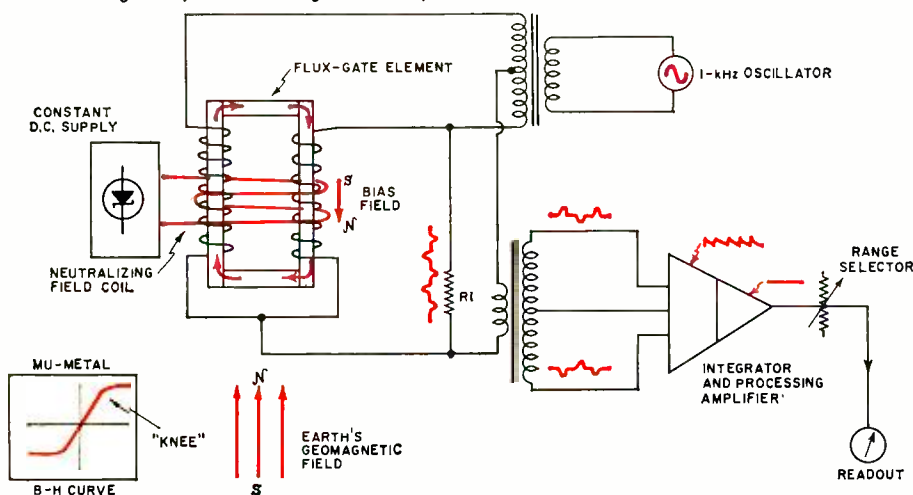 FLUX-GATE ELEMENT
1-kHz OSCILLATOR
CONSTANT
D.C. SUPPLY
S
BIAS
FIELD
N
NEUTRALIZING
FIELD COIL
R1
RANGE
SELECTOR
INTEGRATOR
AND PROCESSING
AMPLIFIER
MU-METAL
"KNEE"
B-H CURVE
N
EARTH'S
GEOMAGNETIC
FIELD
S
READOUT